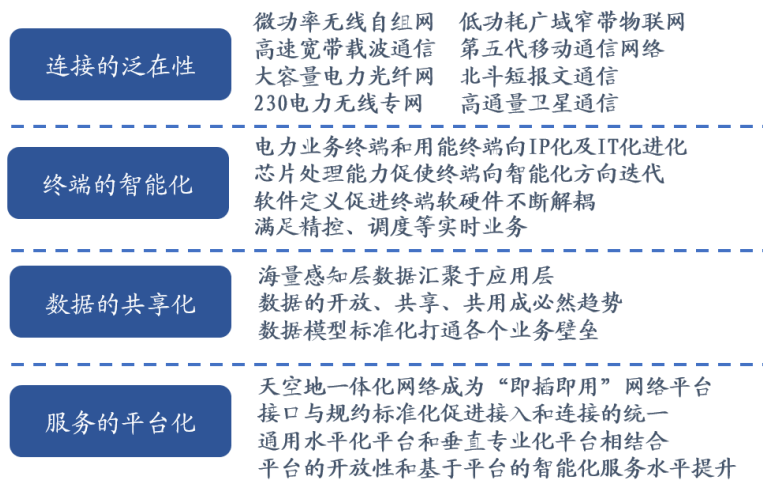 连接的泛在性
微功率无线自组网 低功耗广域窄带物联网
高速宽带载波通信 第五代移动通信网络
大容量电力光纤网 北斗短报文通信
230电力无线专网 高通量卫星通信
终端的智能化
电力业务终端和用能终端向IP化及IT化进化
芯片处理能力促使终端向智能化方向迭代
软件定义促进终端软硬件不断解耦
满足精控、调度等实时业务
数据的共享化
海量感知层数据汇聚于应用层
数据的开放、共享、共用成必然趋势
数据模型标准化打通各个业务壁垒
服务的平台化
天空地一体化网络成为“即插即用”网络平台
接口与规约标准化促进接入和连接的统一
通用水平化平台和垂直专业化平台相结合
平台的开放性和基于平台的智能化服务水平提升